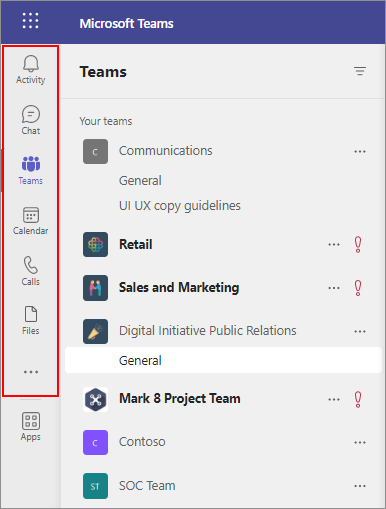 Microsoft Teams
Activity
Chat
Teams
Calendar
Calls
Files
Apps
Teams
Your teams
C Communications
General
UI UX copy guidelines
Retail
Sales and Marketing
Digital Initiative Public Relations
General
Mark 8 Project Team
C Contoso
ST SOC Team